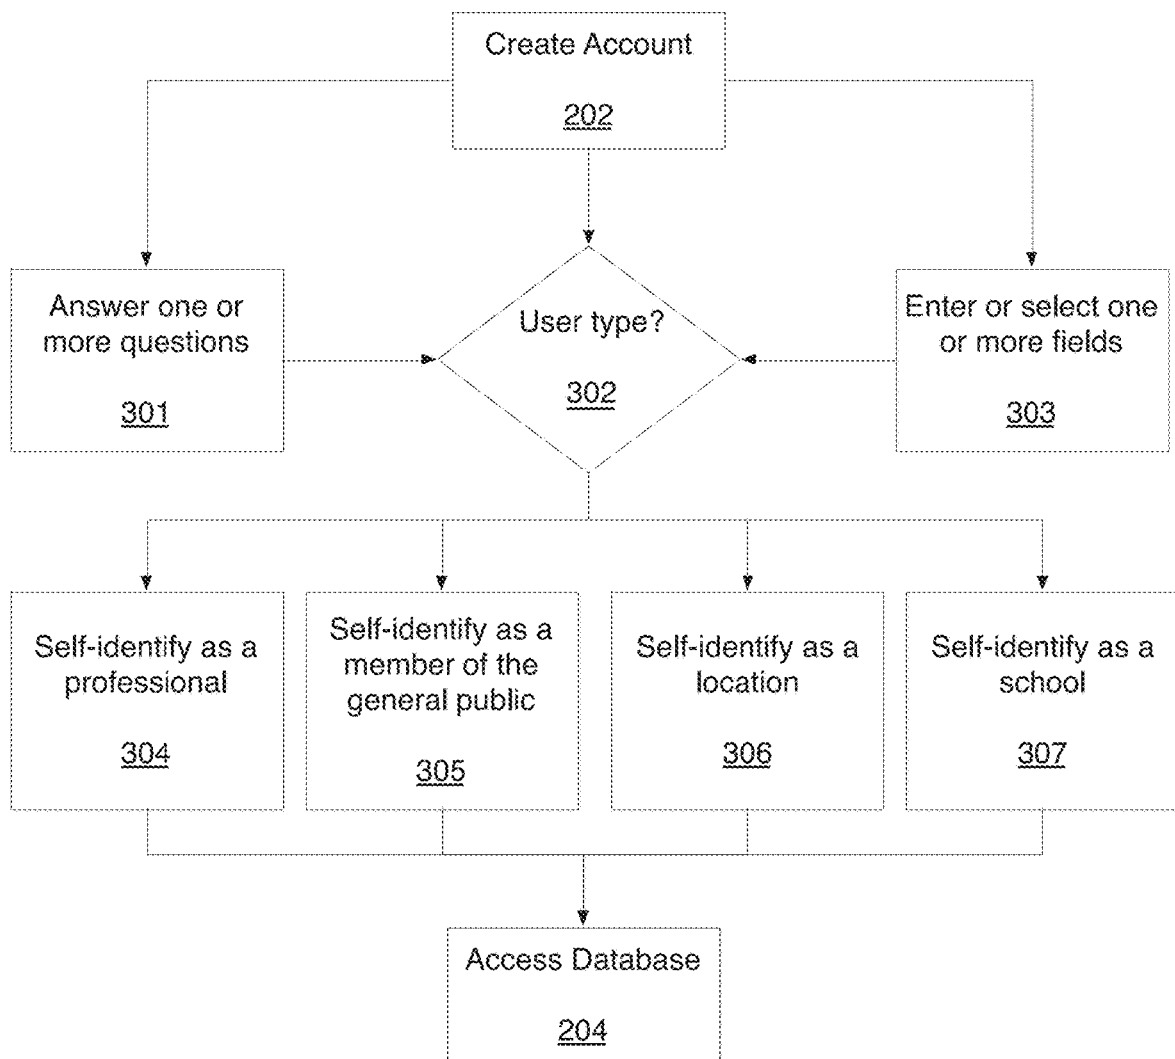 Create Account
202
Answer one or
more questions
301
User type?
302
Enter or select one
or more fields
303
Self-identify as a
professional
304
Self-identify as a
member of the
general public
305
Self-identify as a
location
306
Self-identify as a
school
307
Access Database
204